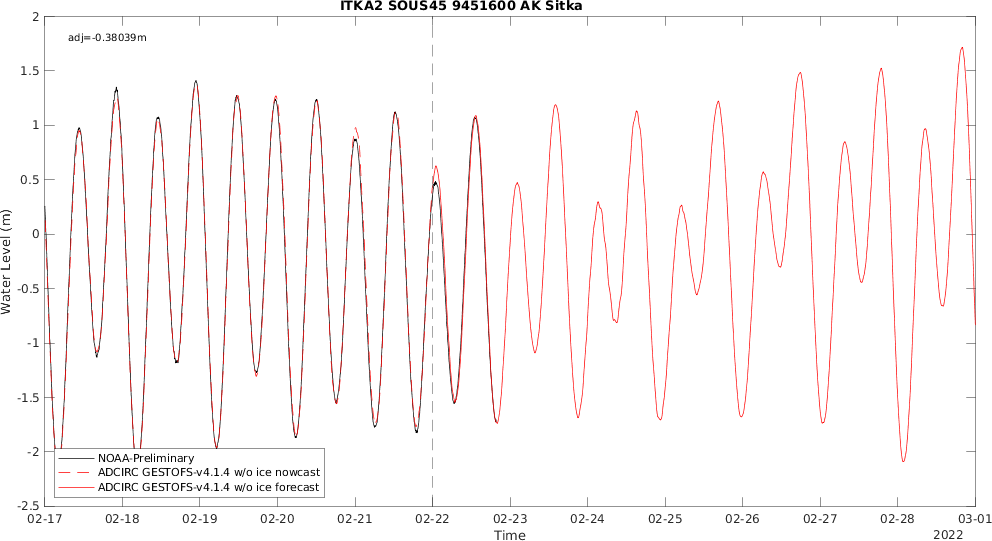 ITKA2 SOUS45 9451600 AK Sitka
adj=-0.38039m
2
1.5
1
0.5
0
-0.5
-1
-1.5
-2
-2.5
Water Level (m)
NOAA-Preliminary
ADCIRC GESTOFS-v4.1.4 w/o ice nowcast
ADCIRC GESTOFS-v4.1.4 w/o ice forecast
02-17 02-18 02-19 02-20 02-21 02-22 02-23 02-24 02-25 02-26 02-27 02-28 03-01
Time
2022